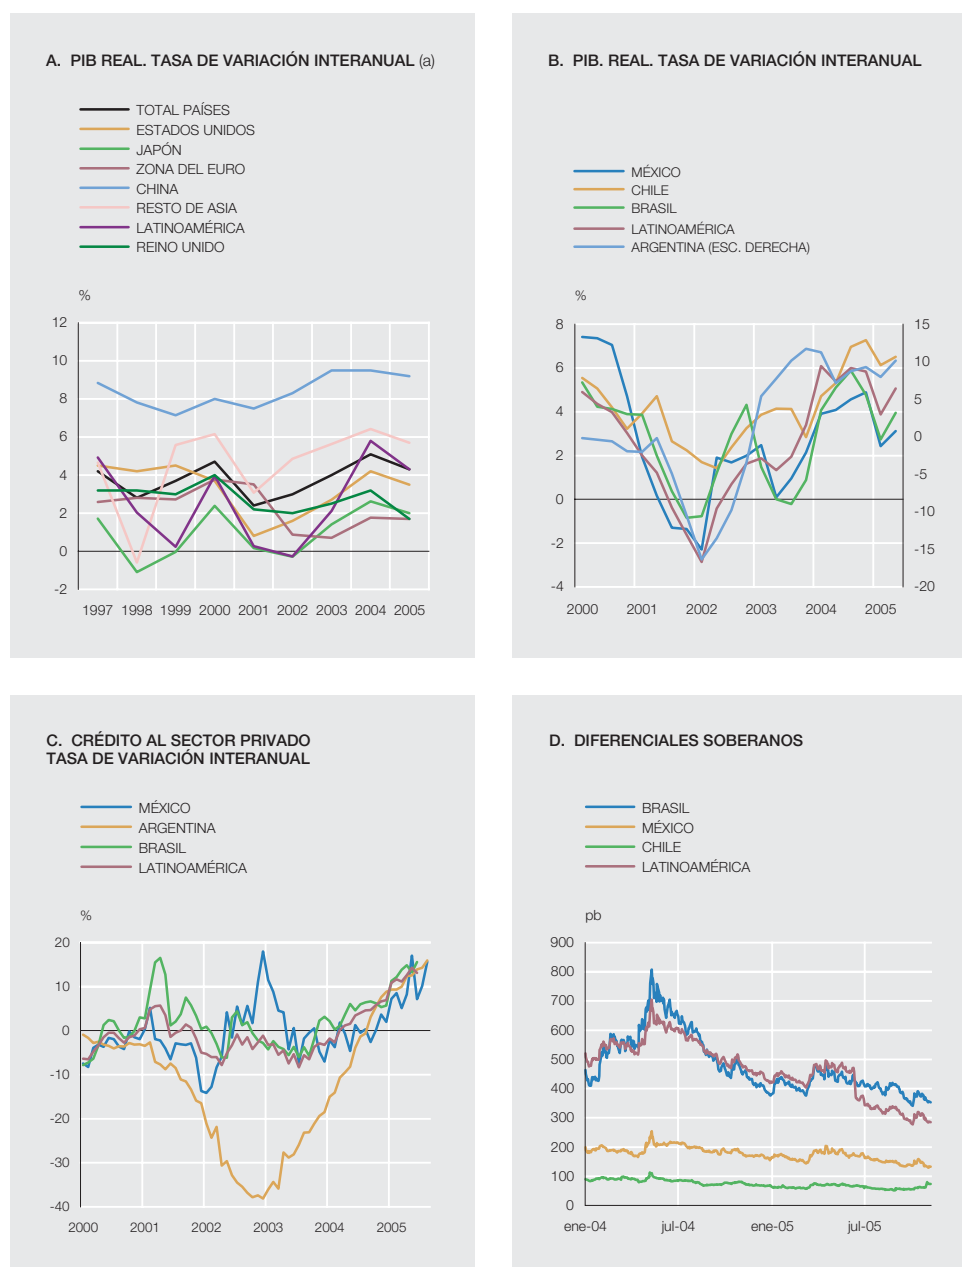 A. PIB REAL. TASA DE VARIACIÓN INTERANUAL (a)
TOTAL PAÍSES
ESTADOS UNIDOS
JAPÓN
ZONA DEL EURO
CHINA
RESTO DE ASIA
LATINOAMÉRICA
REINO UNIDO
%
12
10
8
6
4
2
0
-2
1997 1998 1999 2000 2001 2002 2003 2004 2005
B. PIB. REAL. TASA DE VARIACIÓN INTERANUAL
MÉXICO
CHILE
BRASIL
LATINOAMÉRICA
ARGENTINA (ESC. DERECHA)
%
8
6
4
2
0
-2
-4
15
10
5
0
-5
-10
-15
-20
2000 2001 2002 2003 2004 2005
C. CRÉDITO AL SECTOR PRIVADO
TASA DE VARIACIÓN INTERANUAL
MÉXICO
ARGENTINA
BRASIL
LATINOAMÉRICA
%
20
10
0
-10
-20
-30
-40
2000 2001 2002 2003 2004 2005
D. DIFERENCIALES SOBERANOS
BRASIL
MÉXICO
CHILE
LATINOAMÉRICA
pb
900
800
700
600
500
400
300
200
100
0
ene-04 jul-04 ene-05 jul-05